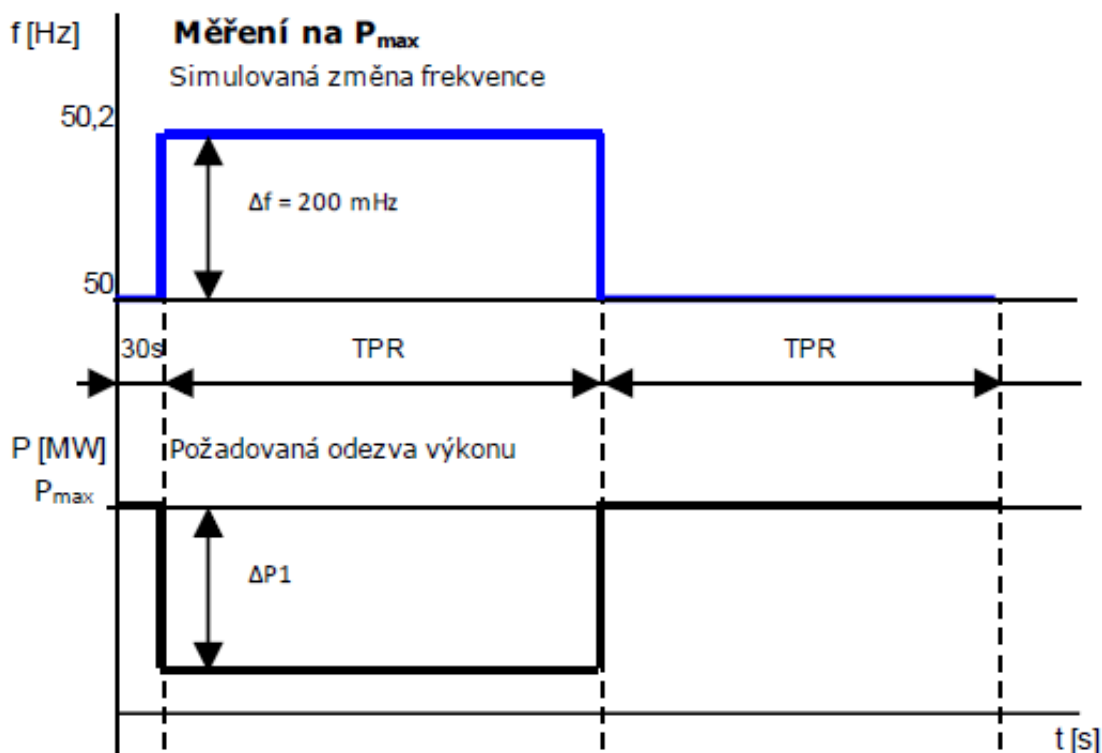 f [Hz]
Měření na Pmax
Simulovaná změna frekvence
50,2
Δf = 200 mHz
50
30s
TPR
TPR
P [MW]
Požadovaná odezva výkonu
Pmax
ΔP1
t [s]